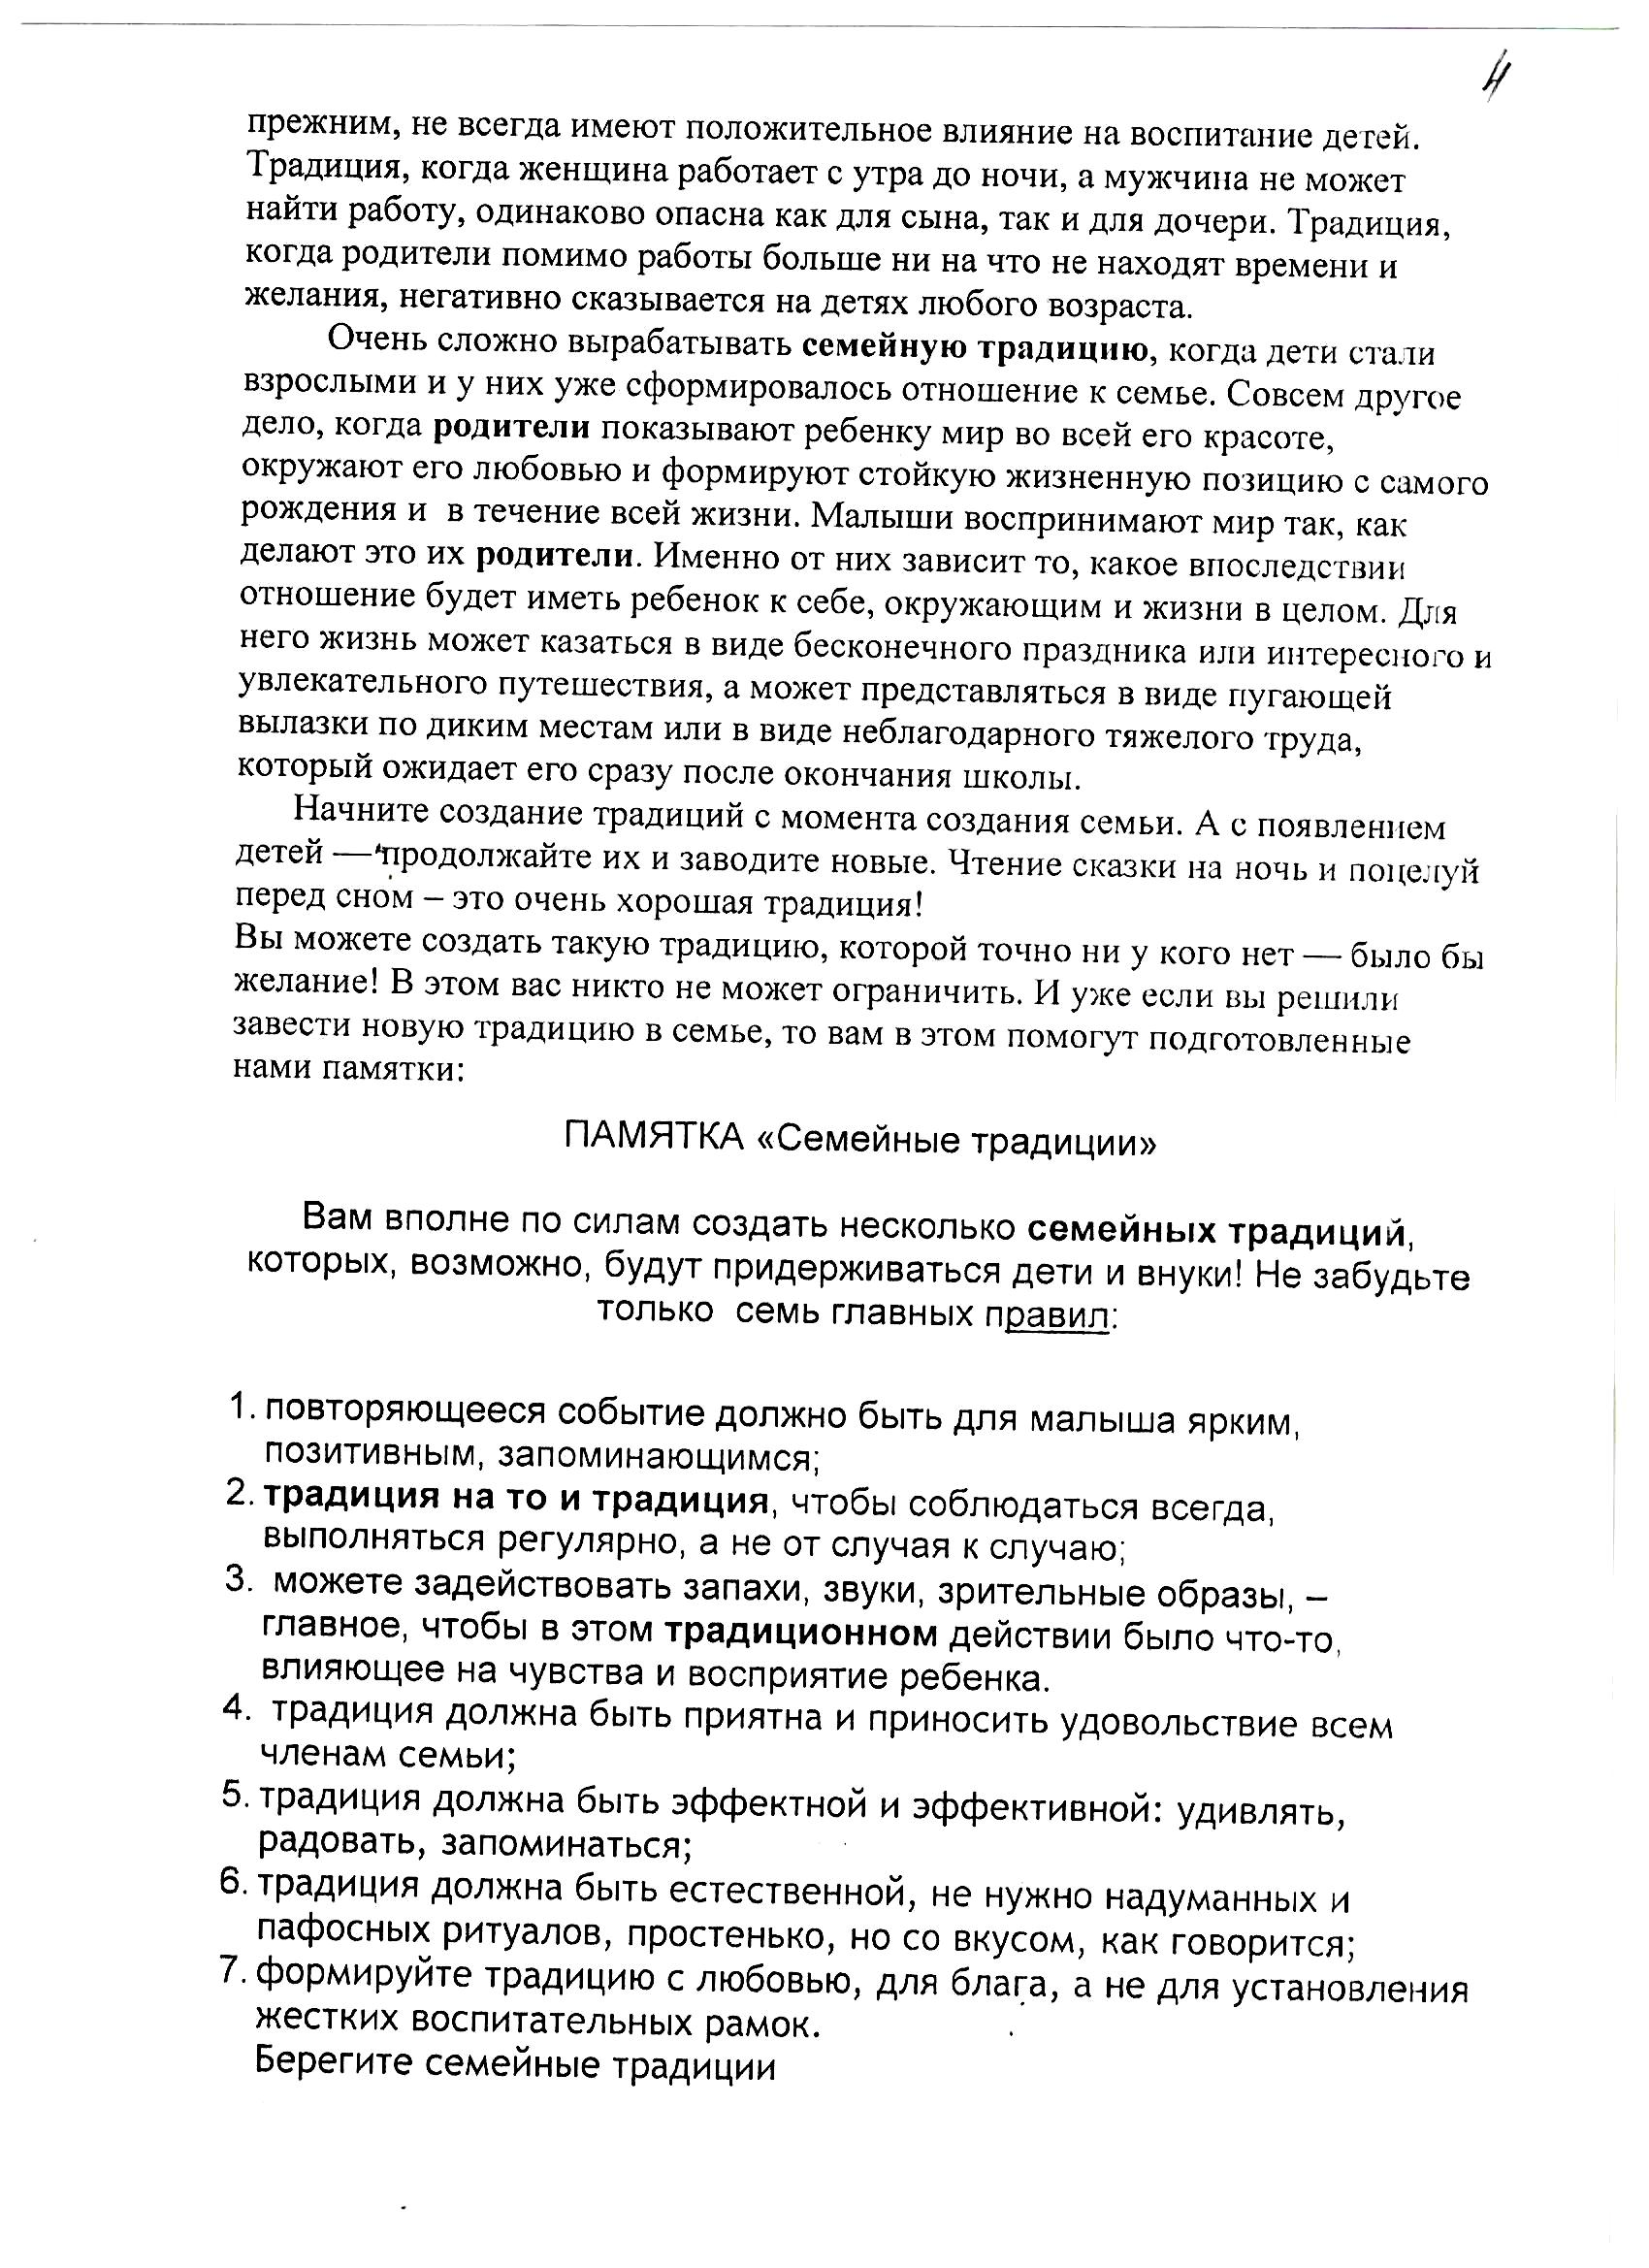 прежним, не всегда имеют положительное влияние на воспитание детей.
Традиция, когда женщина работает с утра до ночи, а мужчина не может
найти работу, одинаково опасна как для сына, так и для дочери. Традиция,
когда родители помимо работы больше ни на что не находят времени и
желания, негативно сказывается на детях любого возраста.
Очень сложно вырабатывать семейную традицию, когда дети стали
взрослыми и у них уже сформировалось отношение к семье. Совсем другое
дело, когда родители показывают ребенку мир во всей его красоте,
окружают его любовью и формируют стойкую жизненную позицию с самого
рождения и в течение всей жизни. Малыши воспринимают мир так, как
делают это их родители. Именно от них зависит то, какое впоследствии
отношение будет иметь ребенок к себе, окружающим и жизни в целом. Для
него жизнь может казаться в виде бесконечного праздника или интересного и
увлекательного путешествия, а может представляться в виде пугающей
вылазки по диким местам или в виде неблагодарного тяжелого труда,
который ожидает его сразу после окончания школы.
Начните создание традиций с момента создания семьи. А с появлением
детей — продолжайте их и заводите новые. Чтение сказки на ночь и поцелуй
перед сном – это очень хорошая традиция!
Вы можете создать такую традицию, которой точно ни у кого нет — было бы
желание! В этом вас никто не может ограничить. И уже если вы решили
завести новую традицию в семье, то вам в этом помогут подготовленные
нами памятки:
ПАМЯТКА «Семейные традиции»
Вам вполне по силам создать несколько семейных традиций,
которых, возможно, будут придерживаться дети и внуки! Не забудьте
только семь главных правил:
1. повторяющееся событие должно быть для малыша ярким,
позитивным, запоминающимся;
2. традиция на то и традиция, чтобы соблюдаться всегда,
выполняться регулярно, а не от случая к случаю;
3. можете задействовать запахи, звуки, зрительные образы, –
главное, чтобы в этом традиционном действии было что-то,
влияющее на чувства и восприятие ребенка.
4. традиция должна быть приятна и приносить удовольствие всем
членам семьи;
5. традиция должна быть эффектной и эффективной: удивлять,
радовать, запоминаться;
6. традиция должна быть естественной, не нужно надуманных и
пафосных ритуалов, простенько, но со вкусом, как говорится;
7. формируйте традицию с любовью, для блага, а не для установления
жестких воспитательных рамок.
Берегите семейные традиции